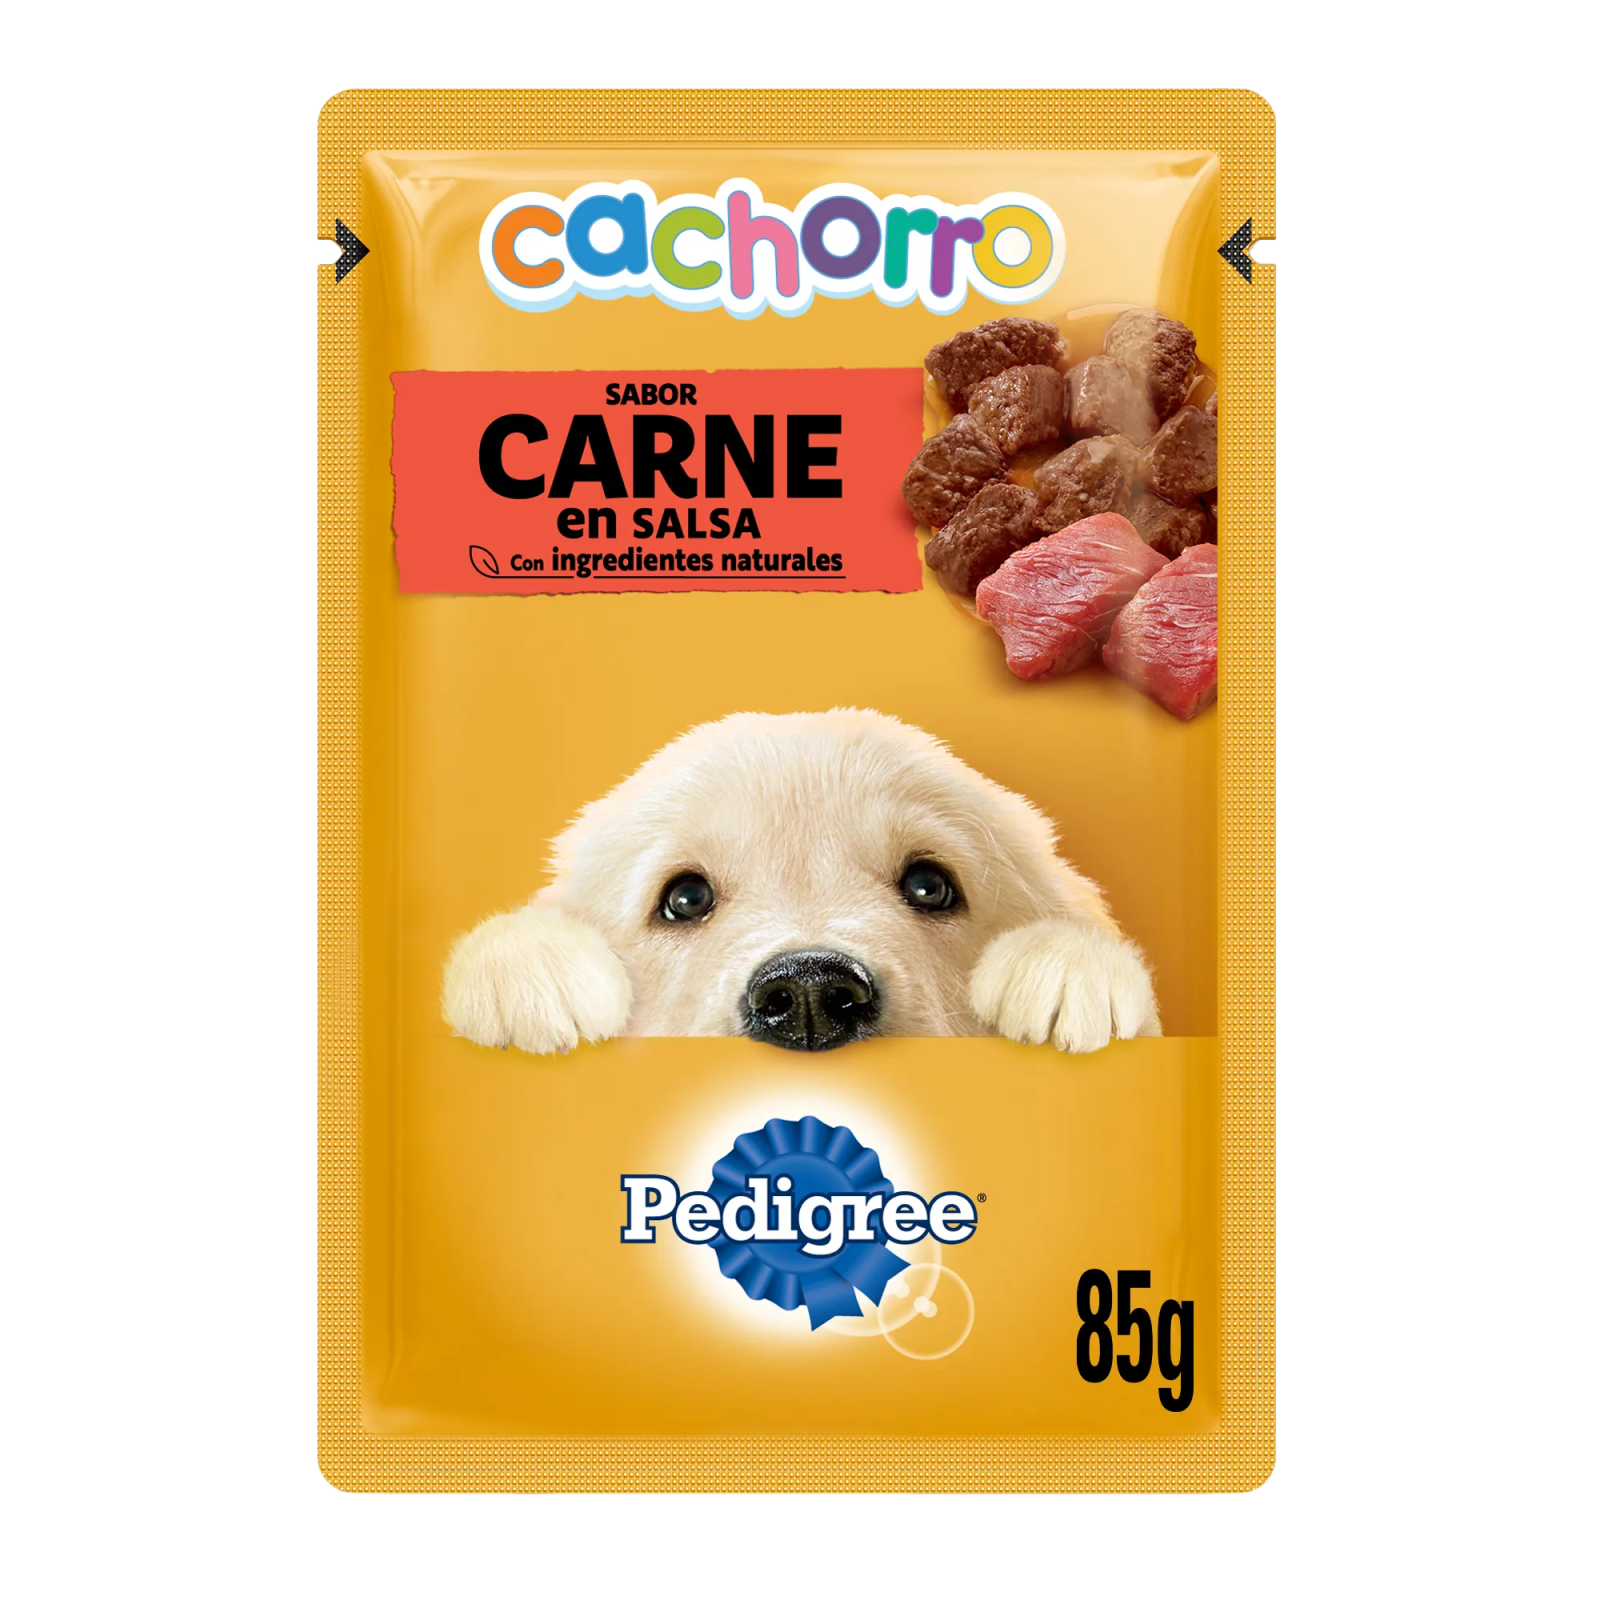 cachorro
SABOR
CARNE
en SALSA
Con ingredientes naturales
Pedigree®
85g